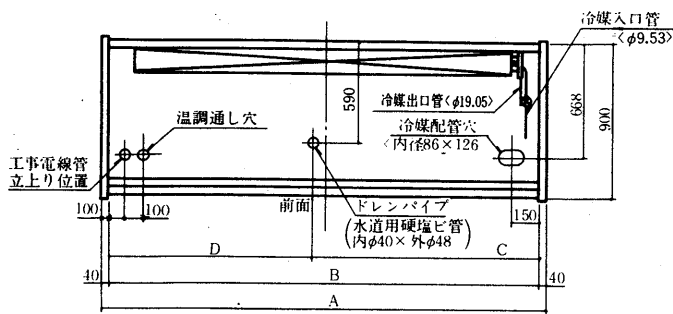 冷媒入口管
<φ9.53>
冷媒出口管<φ19.05>
590
668
900
温調通し穴
冷媒配管穴
<内径86×126
工事電線管
立上り位置
100
100
前面
ドレンパイプ
(水道用硬塩ビ管
内φ40×外φ48)
150
D
C
40
B
40
A